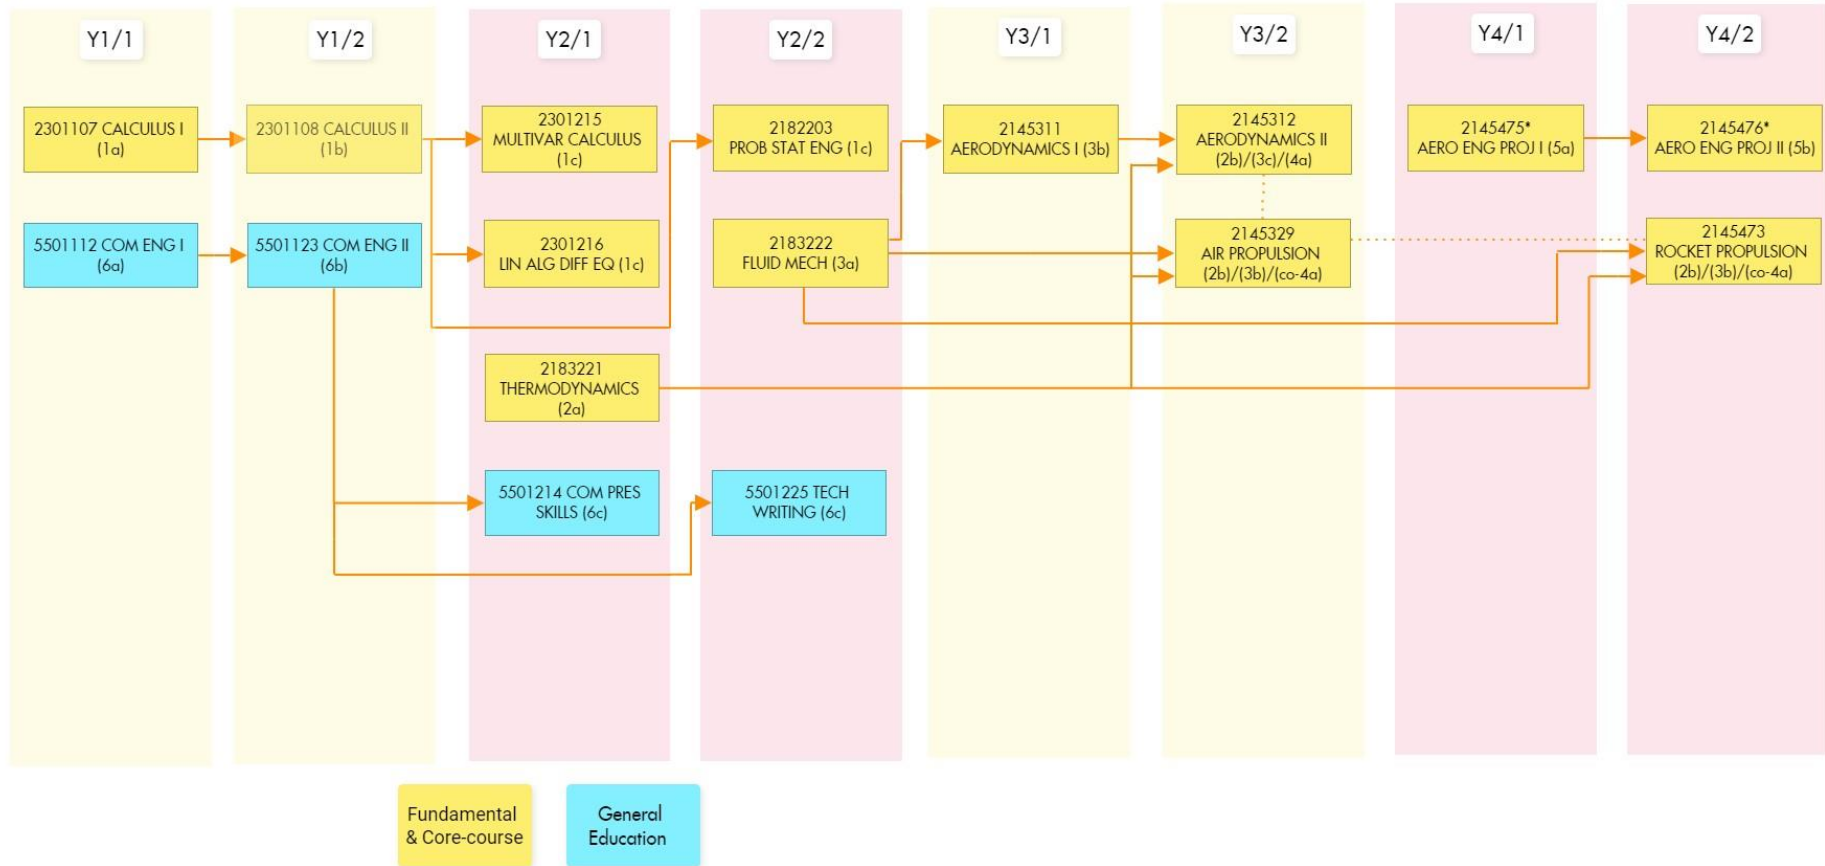 Y1/1
Y1/2
Y2/1
Y2/2
Y3/1
Y3/2
Y4/1
Y4/2
2301107 CALCULUS I
(1a)
2301108 CALCULUS II
(1b)
2301215
MULTIVAR CALCULUS
(1c)
2182203
PROB STAT ENG (1c)
2145311
AERODYNAMICS I (3b)
2145312
AERODYNAMICS II
(2b)/(3c)/(4a)
2145475*
AERO ENG PROJ I (5a)
2145476*
AERO ENG PROJ II (5b)
5501112 COM ENG I
(6a)
5501123 COM ENG II
(6b)
2301216
LIN ALG DIFF EQ (1c)
2183222
FLUID MECH (3a)
2145329
AIR PROPULSION
(2b)/(3b)/(co-4a)
2145473
ROCKET PROPULSION
(2b)/(3b)/(co-4a)
2183221
THERMODYNAMICS
(2a)
5501214 COM PRES
SKILLS (6c)
5501225 TECH
WRITING (6c)
Fundamental
& Core-course
General
Education